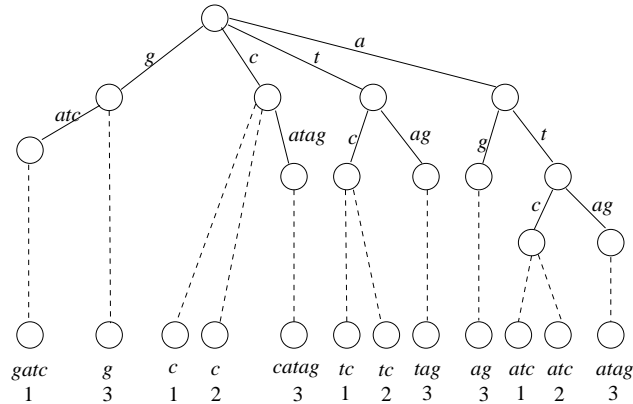 a
g c t
atc atag c ag g t
c ag
gatc g c c catag tc tc tag ag atc atc atag
1 3 1 2 3 1 2 3 3 1 2 3